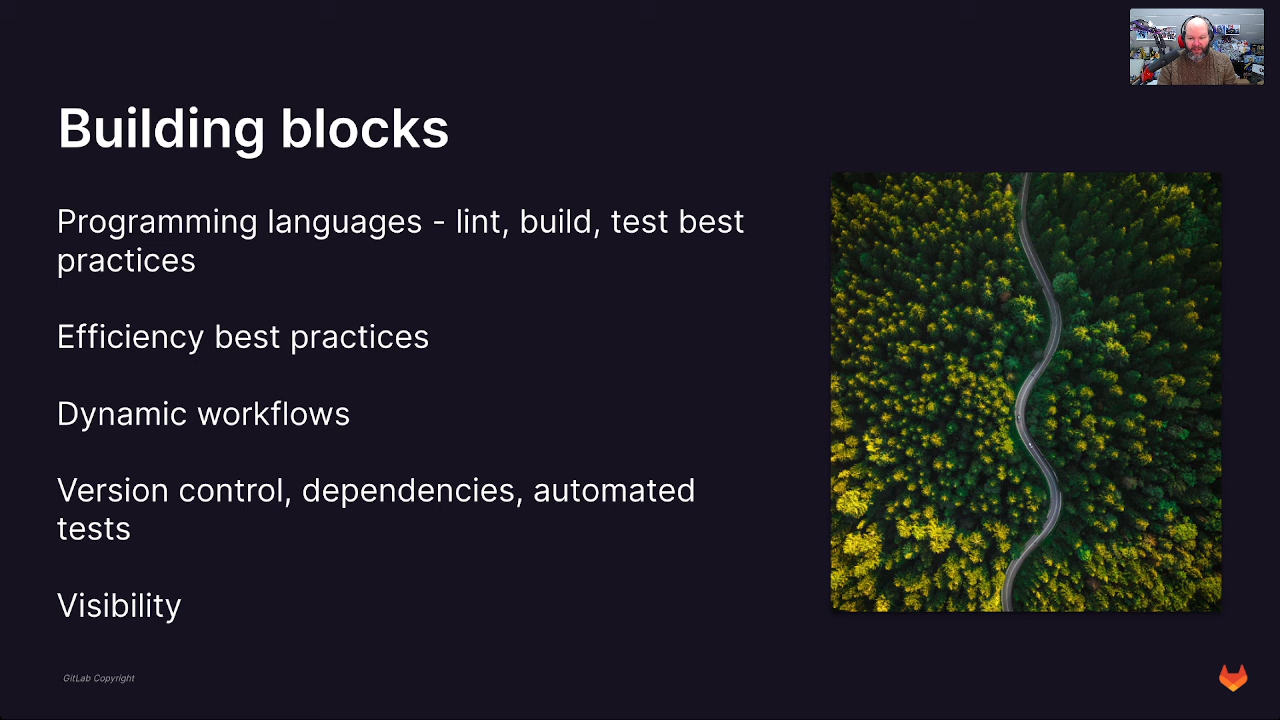 Building blocks
Programming languages - lint, build, test best
practices
Efficiency best practices
Dynamic workflows
Version control, dependencies, automated
tests
Visibility
GitLab Copyright